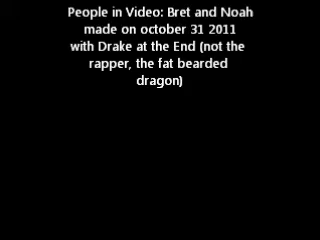 People in Video: Bret and Noah
made on october 31 2011
with Drake at the End (not the
rapper, the fat bearded
dragon)